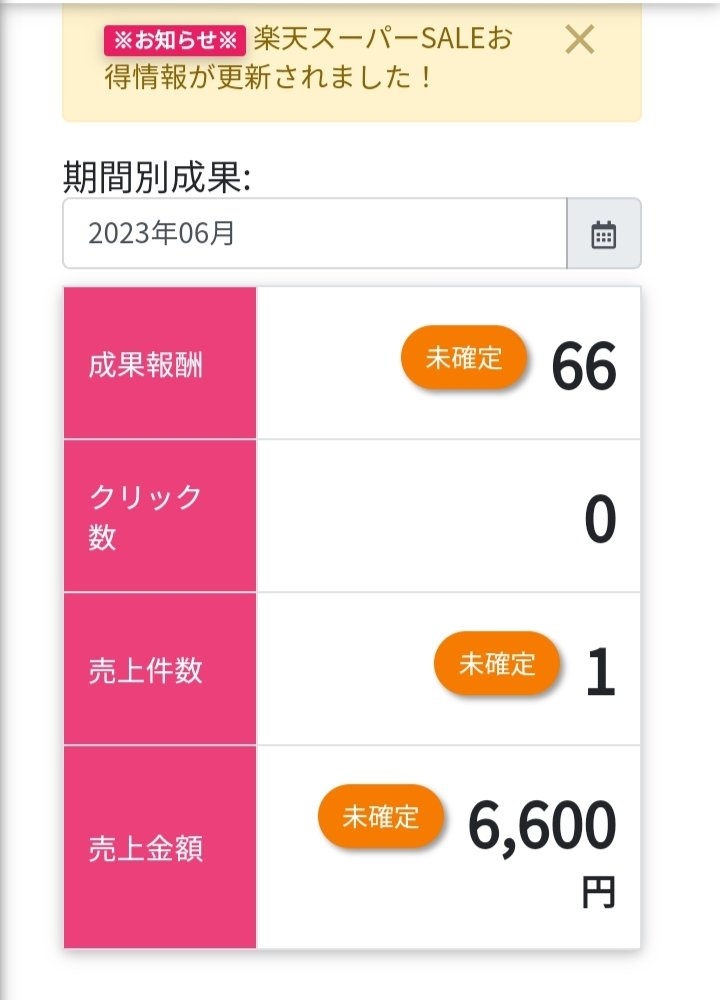 ※お知らせ※ 楽天スーパーSALEお
得情報が更新されました！
期間別成果:
2023年06月
成果報酬
未確定 66
クリック
数
0
売上件数
未確定 1
売上金額
未確定 6,600
円